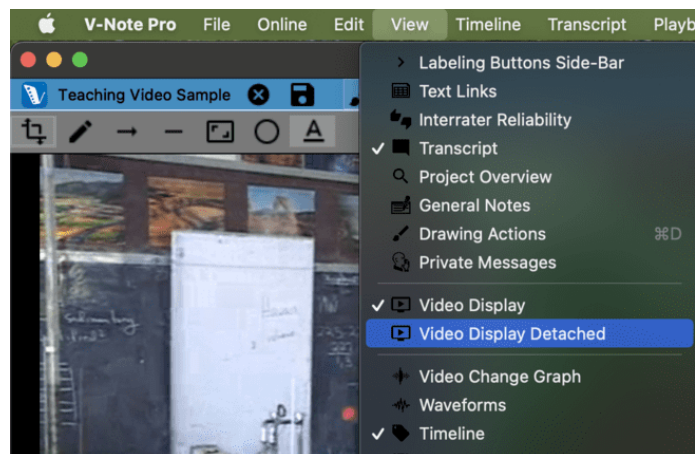 V-Note Pro File Online Edit View Timeline Transcript Playb
Teaching Video Sample
A
Labeling Buttons Side-Bar
Text Links
Interrater Reliability
Transcript
Project Overview
General Notes
Drawing Actions ⌘D
Private Messages
Video Display
Video Display Detached
Video Change Graph
Waveforms
Timeline